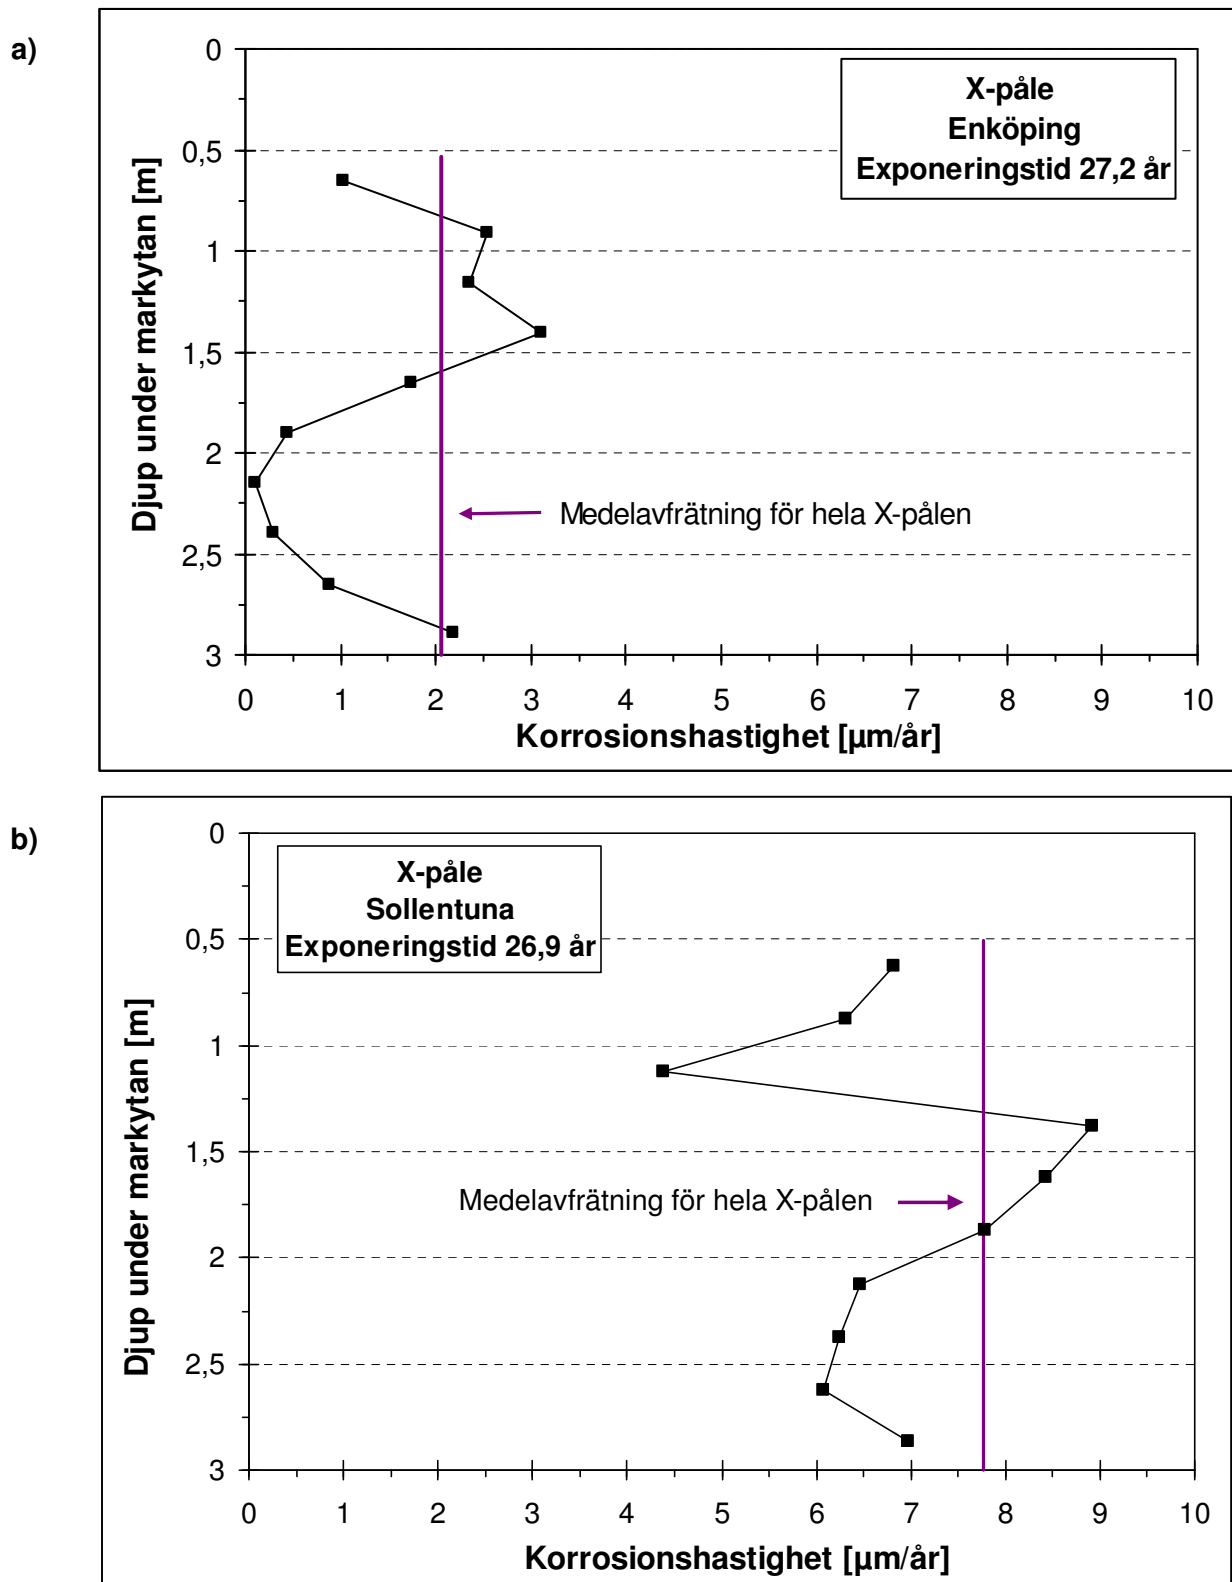 a)
X-påle
Enköping
Exponeringstid 27,2 år
Djup under markytan [m]
0
0,5
1
1,5
2
2,5
3
Medelavfrätning för hela X-pålen
0 1 2 3 4 5 6 7 8 9 10
Korrosionshastighet [µm/år]
b)
X-påle
Sollentuna
Exponeringstid 26,9 år
Djup under markytan [m]
0
0,5
1
1,5
2
2,5
3
Medelavfrätning för hela X-pålen
0 1 2 3 4 5 6 7 8 9 10
Korrosionshastighet [µm/år]